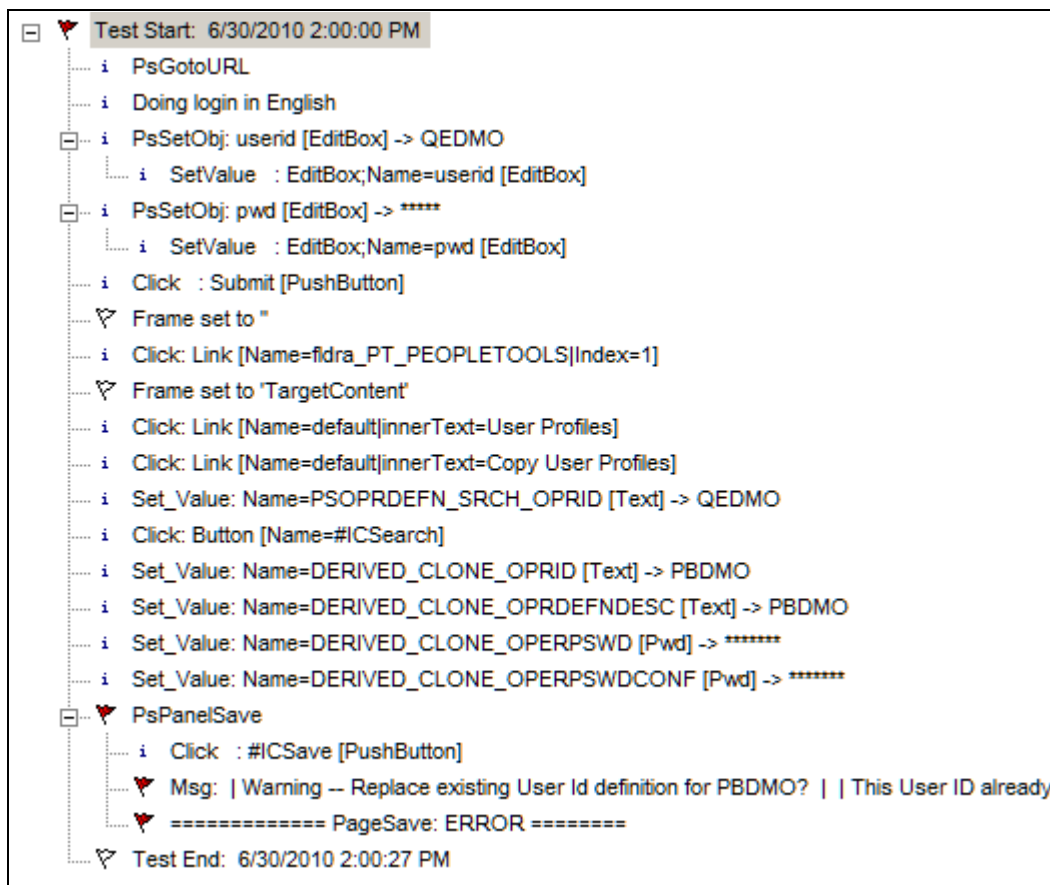 Test Start: 6/30/2010 2:00:00 PM
i PsGotoURL
i Doing login in English
i PsSetObj: userid [EditBox] -> QEDMO
i SetValue : EditBox;Name=userid [EditBox]
i PsSetObj: pwd [EditBox] -> *****
i SetValue : EditBox;Name=pwd [EditBox]
i Click : Submit [PushButton]
Frame set to ''
i Click: Link [Name=fldra_PT_PEOPLETOOLS|Index=1]
Frame set to 'TargetContent'
i Click: Link [Name=default|innerText=User Profiles]
i Click: Link [Name=default|innerText=Copy User Profiles]
i Set_Value: Name=PSOPRDEFN_SRCH_OPRID [Text] -> QEDMO
i Click: Button [Name=#ICSearch]
i Set_Value: Name=DERIVED_CLONE_OPRID [Text] -> PBDMO
i Set_Value: Name=DERIVED_CLONE_OPRDEFNDESC [Text] -> PBDMO
i Set_Value: Name=DERIVED_CLONE_OPERPSWD [Pwd] -> *******
i Set_Value: Name=DERIVED_CLONE_OPERPSWDCONF [Pwd] -> *******
PsPanelSave
i Click : #ICSave [PushButton]
Msg: | Warning -- Replace existing User Id definition for PBDMO? | | This User ID already
============= PageSave: ERROR ========
Test End: 6/30/2010 2:00:27 PM